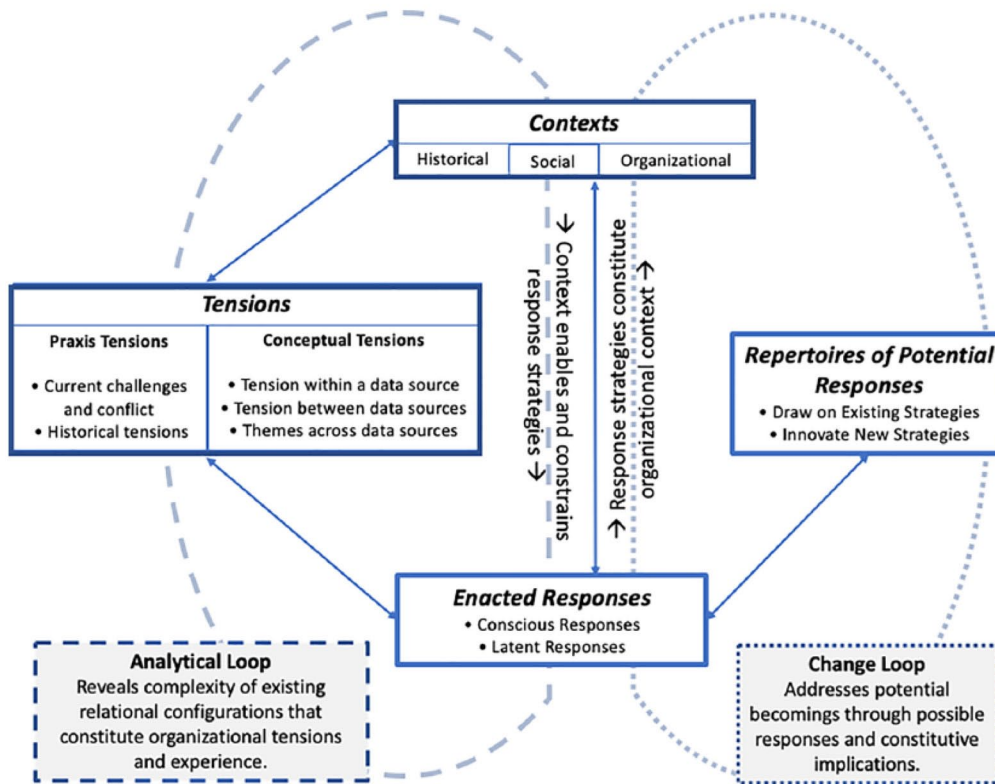 Contexts
Historical
Social
Organizational
Tensions
Praxis Tensions
• Current challenges
and conflict
• Historical tensions
Conceptual Tensions
• Tension within a data source
• Tension between data sources
• Themes across data sources
→ Context enables and constrains
response strategies →
→ Response strategies constitute
organizational context →
Repertoires of Potential
Responses
• Draw on Existing Strategies
• Innovate New Strategies
Enacted Responses
• Conscious Responses
• Latent Responses
Analytical Loop
Reveals complexity of existing
relational configurations that
constitute organizational tensions
and experience.
Change Loop
Addresses potential
becomings through possible
responses and constitutive
implications.